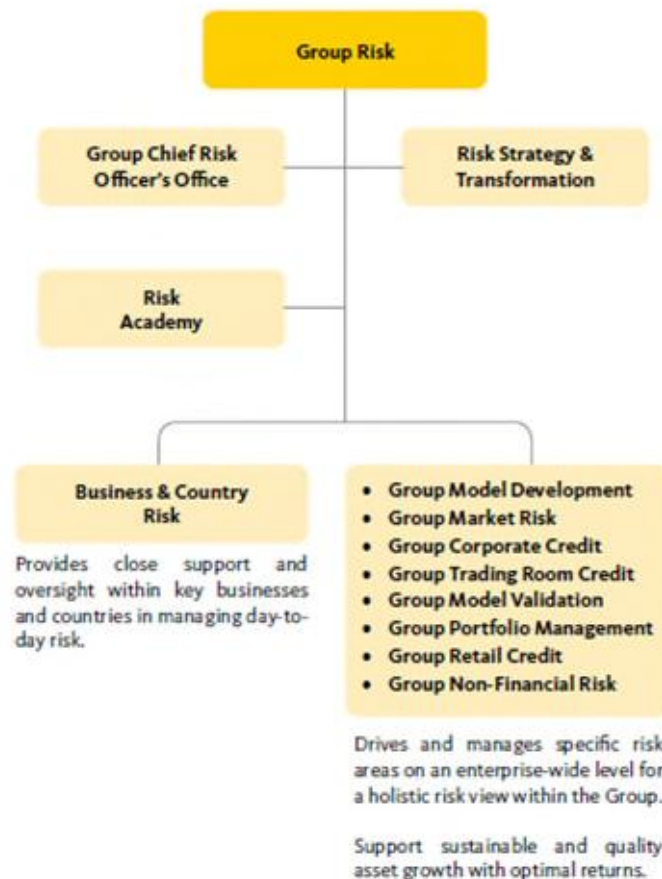 Group Risk
Group Chief Risk
Officer's Office
Risk Strategy &
Transformation
Risk
Academy
Business & Country
Risk
Provides close support and
oversight within key businesses
and countries in managing day-to-
day risk.
• Group Model Development
• Group Market Risk
• Group Corporate Credit
• Group Trading Room Credit
• Group Model Validation
• Group Portfolio Management
• Group Retail Credit
• Group Non-Financial Risk
Drives and manages specific risk
areas on an enterprise-wide level for
a holistic risk view within the Group.
Support sustainable and quality
asset growth with optimal returns.